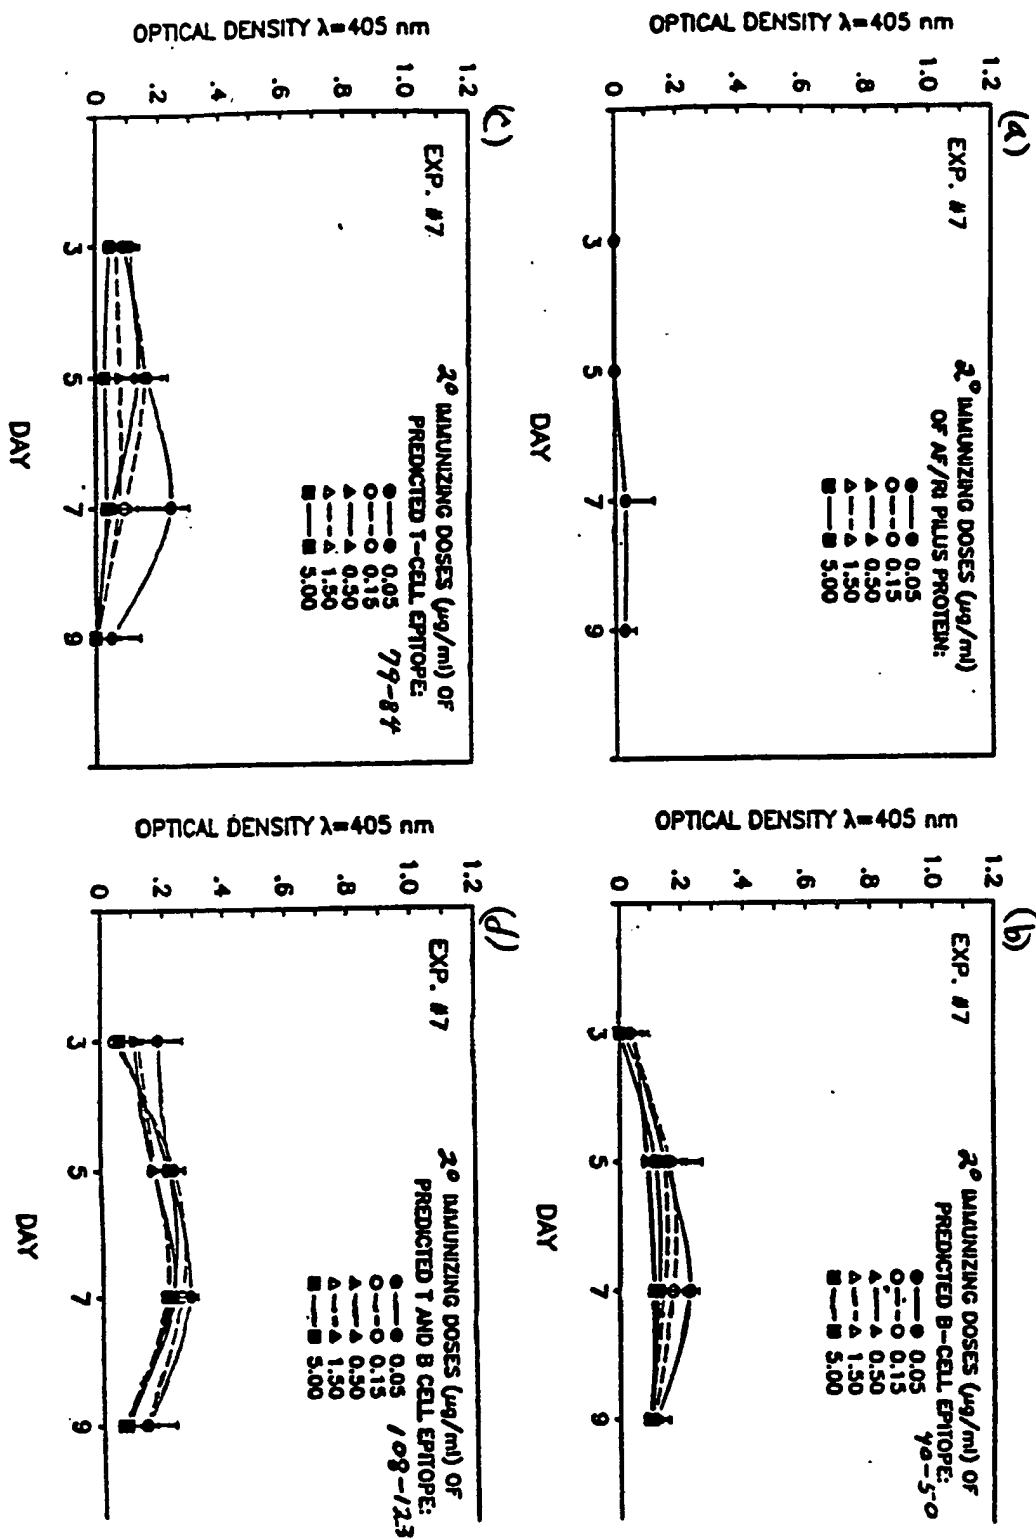 (a)
EXP. #7
2° IMMUNIZING DOSES (µg/ml)
OF AF/R1 PILUS PROTEIN:
0.05
0.15
0.50
1.50
5.00
OPTICAL DENSITY λ=405 nm
1.2
1.0
.8
.6
.4
.2
0
3
5
7
9
DAY
(b)
EXP. #7
2° IMMUNIZING DOSES (µg/ml) OF
PREDICTED B-CELL EPITOPE:
40-50
0.05
0.15
0.50
1.50
5.00
OPTICAL DENSITY λ=405 nm
1.2
1.0
.8
.6
.4
.2
0
3
5
7
9
DAY
(c)
EXP. #7
2° IMMUNIZING DOSES (µg/ml) OF
PREDICTED T-CELL EPITOPE:
79-84
0.05
0.15
0.50
1.50
5.00
OPTICAL DENSITY λ=405 nm
1.2
1.0
.8
.6
.4
.2
0
3
5
7
9
DAY
(d)
EXP. #7
2° IMMUNIZING DOSES (µg/ml) OF
PREDICTED T AND B CELL EPITOPE:
108-123
0.05
0.15
0.50
1.50
5.00
OPTICAL DENSITY λ=405 nm
1.2
1.0
.8
.6
.4
.2
0
3
5
7
9
DAY